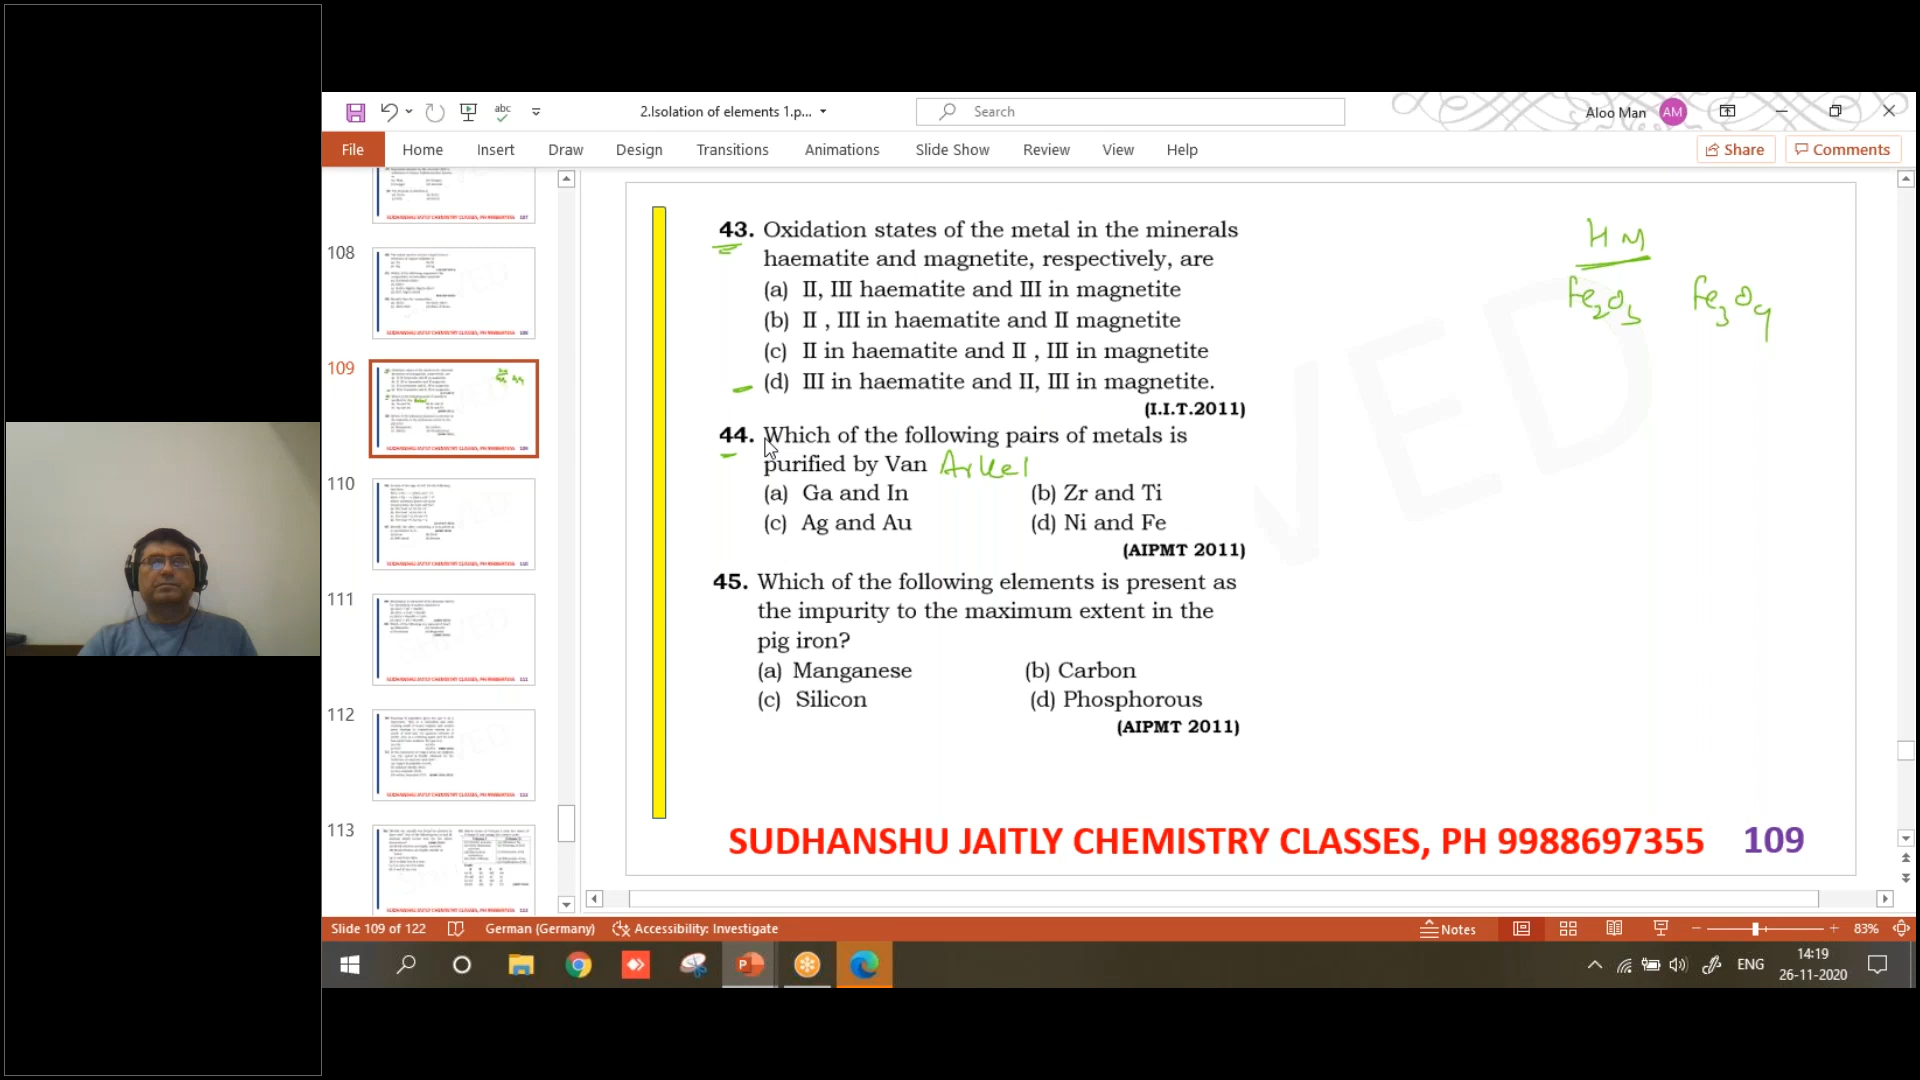 2.Isolation of elements 1.p...
Search
Aloo Man AM
File Home Insert Draw Design Transitions Animations Slide Show Review View Help Share Comments
108
109
110
111
112
113
43. Oxidation states of the metal in the minerals
haematite and magnetite, respectively, are
(a) II, III haematite and III in magnetite
(b) II , III in haematite and II magnetite
(c) II in haematite and II , III in magnetite
(d) III in haematite and II, III in magnetite.
(I.I.T.2011)
44. Which of the following pairs of metals is
purified by Van Arkel
(a) Ga and In (b) Zr and Ti
(c) Ag and Au (d) Ni and Fe
(AIPMT 2011)
45. Which of the following elements is present as
the impurity to the maximum extent in the
pig iron?
(a) Manganese (b) Carbon
(c) Silicon (d) Phosphorous
(AIPMT 2011)
H M
Fe2O3 Fe3O4
SUDHANSHU JAITLY CHEMISTRY CLASSES, PH 9988697355 109
Slide 109 of 122 German (Germany) Accessibility: Investigate Notes 83%
ENG 14:19
26-11-2020